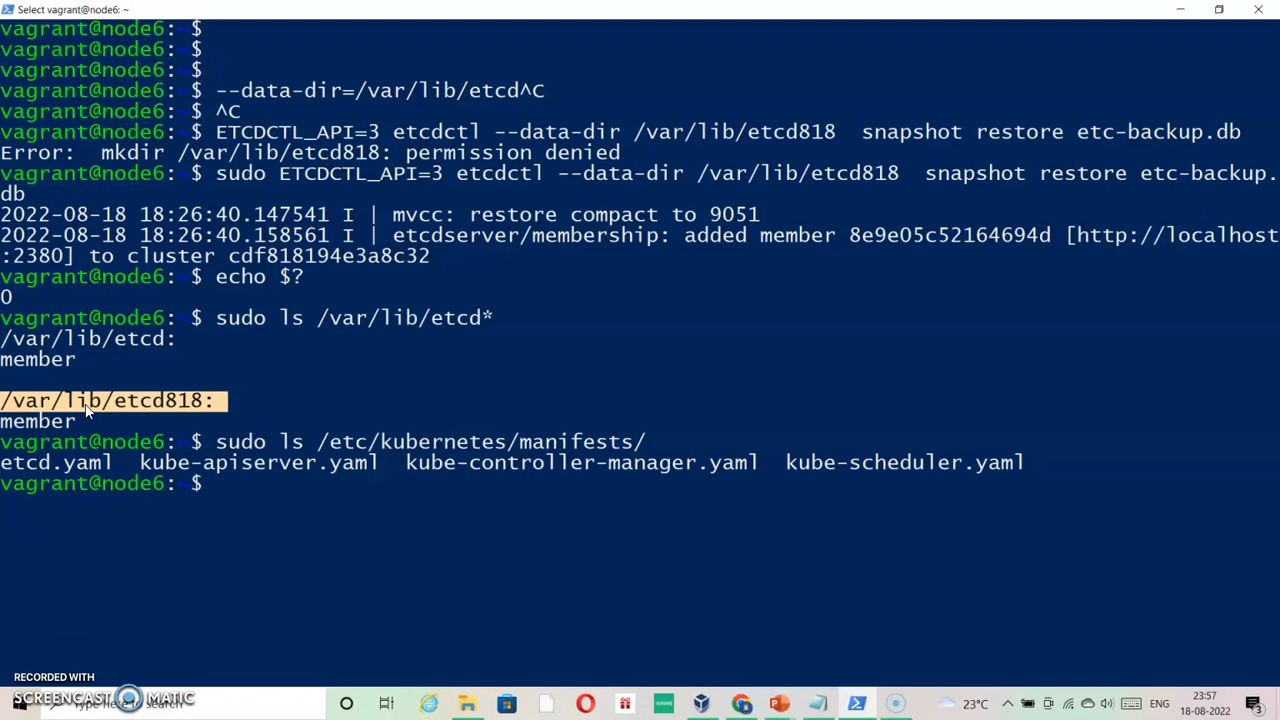 Select vagrant@node6: ~
vagrant@node6:~$
vagrant@node6:~$
vagrant@node6:~$
vagrant@node6:~$ --data-dir=/var/lib/etcd^C
vagrant@node6:~$ ^C
vagrant@node6:~$ ETCDCTL_API=3 etcdctl --data-dir /var/lib/etcd818  snapshot restore etc-backup.db
Error:  mkdir /var/lib/etcd818: permission denied
vagrant@node6:~$ sudo ETCDCTL_API=3 etcdctl --data-dir /var/lib/etcd818  snapshot restore etc-backup.
db
2022-08-18 18:26:40.147541 I | mvcc: restore compact to 9051
2022-08-18 18:26:40.158561 I | etcdserver/membership: added member 8e9e05c52164694d [http://localhost
:2380] to cluster cdf818194e3a8c32
vagrant@node6:~$ echo $?
0
vagrant@node6:~$ sudo ls /var/lib/etcd*
/var/lib/etcd:
member
/var/lib/etcd818:
member
vagrant@node6:~$ sudo ls /etc/kubernetes/manifests/
etcd.yaml  kube-apiserver.yaml  kube-controller-manager.yaml  kube-scheduler.yaml
vagrant@node6:~$
RECORDED WITH
SCREENCAST MATIC
Type here to search
23°C
ENG
23:57
18-08-2022
3